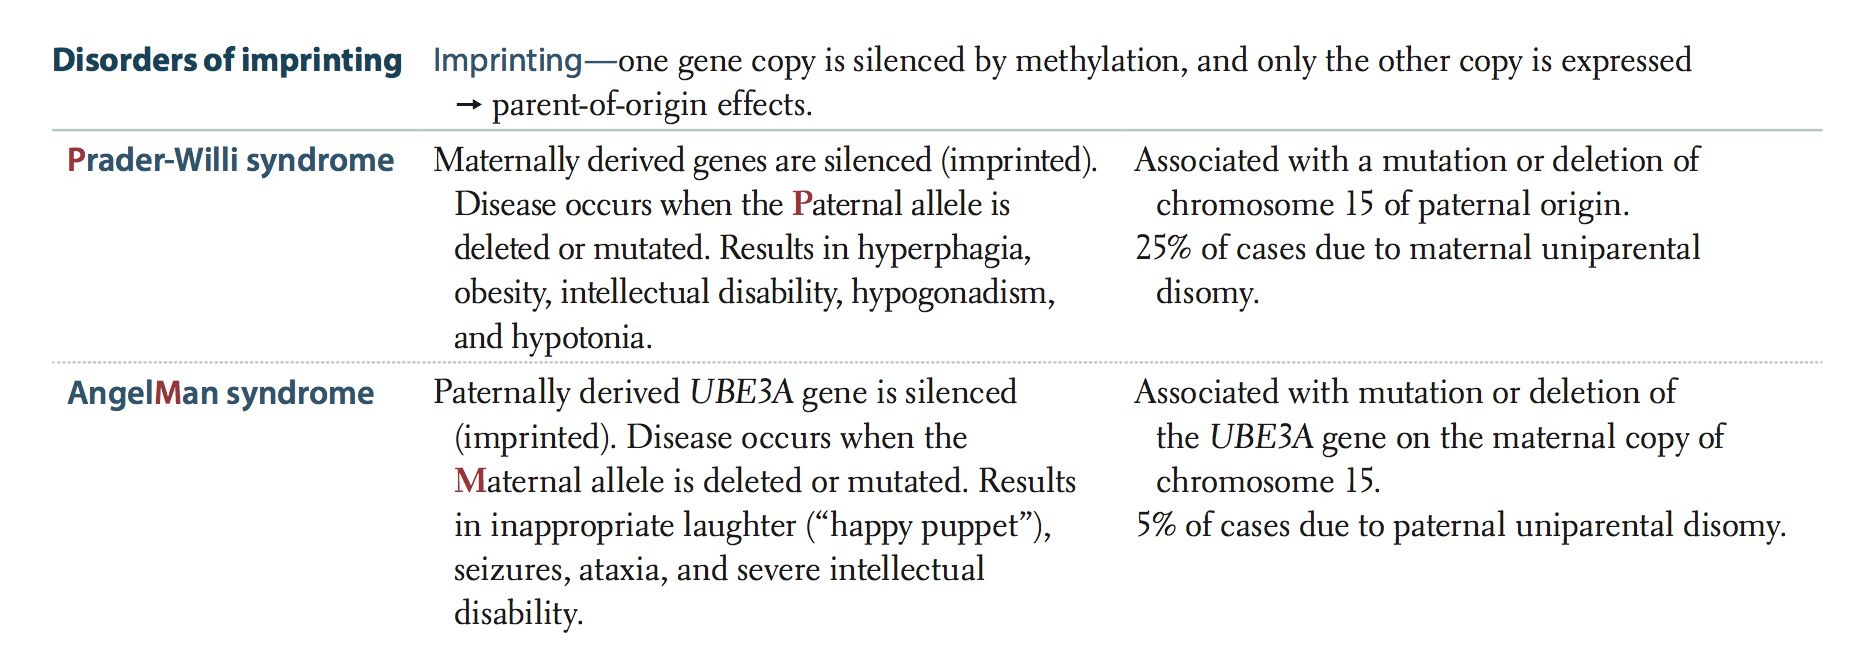 Disorders of imprinting
Imprinting—one gene copy is silenced by methylation, and only the other copy is expressed
→ parent-of-origin effects.
Prader-Willi syndrome
Maternally derived genes are silenced (imprinted).
Disease occurs when the Paternal allele is
deleted or mutated. Results in hyperphagia,
obesity, intellectual disability, hypogonadism,
and hypotonia.
Associated with a mutation or deletion of
chromosome 15 of paternal origin.
25% of cases due to maternal uniparental
disomy.
AngelMan syndrome
Paternally derived UBE3A gene is silenced
(imprinted). Disease occurs when the
Maternal allele is deleted or mutated. Results
in inappropriate laughter (“happy puppet”),
seizures, ataxia, and severe intellectual
disability.
Associated with mutation or deletion of
the UBE3A gene on the maternal copy of
chromosome 15.
5% of cases due to paternal uniparental disomy.